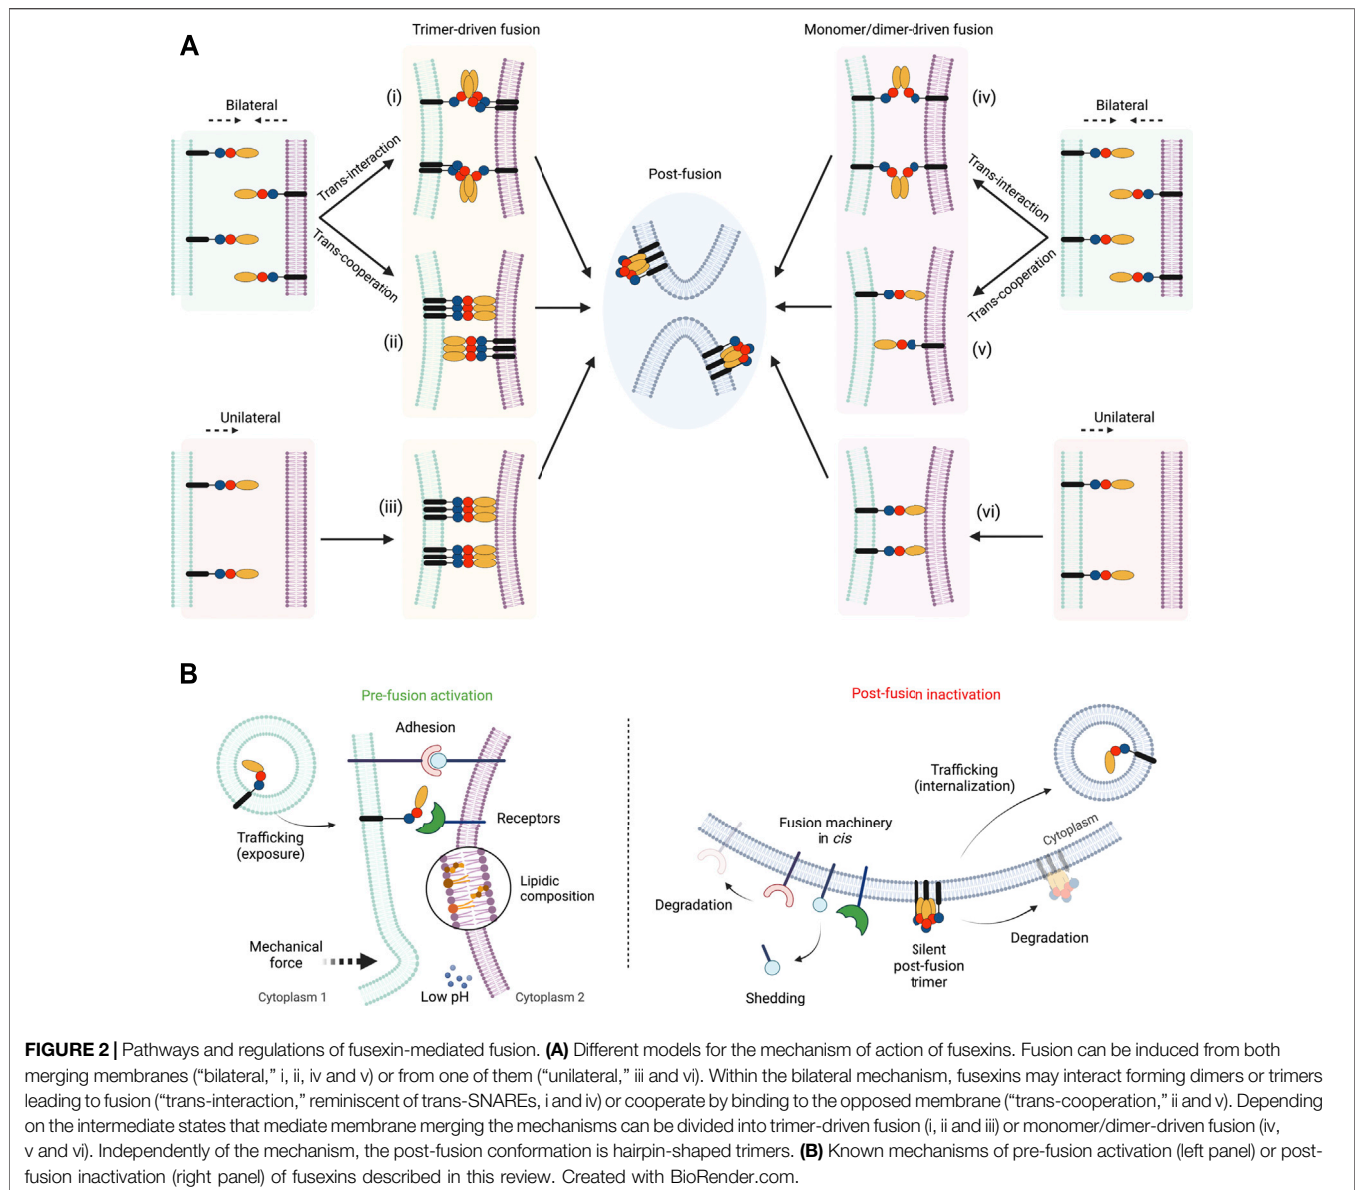 A
Trimer-driven fusion
Monomer/dimer-driven fusion
Bilateral
(i)
Trans-interaction
Trans-cooperation
(ii)
Post-fusion
(iv)
Bilateral
Trans-interaction
Trans-cooperation
(v)
Unilateral
(iii)
Unilateral
(vi)
B
Pre-fusion activation
Adhesion
Trafficking
(exposure)
Receptors
Lipidic
composition
Mechanical
force
Cytoplasm 1
Low pH
Cytoplasm 2
Post-fusion inactivation
Trafficking
(internalization)
Fusion machinery
in cis
Cytoplasm
Degradation
Degradation
Silent
post-fusion
trimer
Shedding
FIGURE 2 | Pathways and regulations of fusexin-mediated fusion. (A) Different models for the mechanism of action of fusexins. Fusion can be induced from both
merging membranes (“bilateral,” i, ii, iv and v) or from one of them (“unilateral,” iii and vi). Within the bilateral mechanism, fusexins may interact forming dimers or trimers
leading to fusion (“trans-interaction,” reminiscent of trans-SNAREs, i and iv) or cooperate by binding to the opposed membrane (“trans-cooperation,” ii and v). Depending
on the intermediate states that mediate membrane merging the mechanisms can be divided into trimer-driven fusion (i, ii and iii) or monomer/dimer-driven fusion (iv,
v and vi). Independently of the mechanism, the post-fusion conformation is hairpin-shaped trimers. (B) Known mechanisms of pre-fusion activation (left panel) or post-
fusion inactivation (right panel) of fusexins described in this review. Created with BioRender.com.